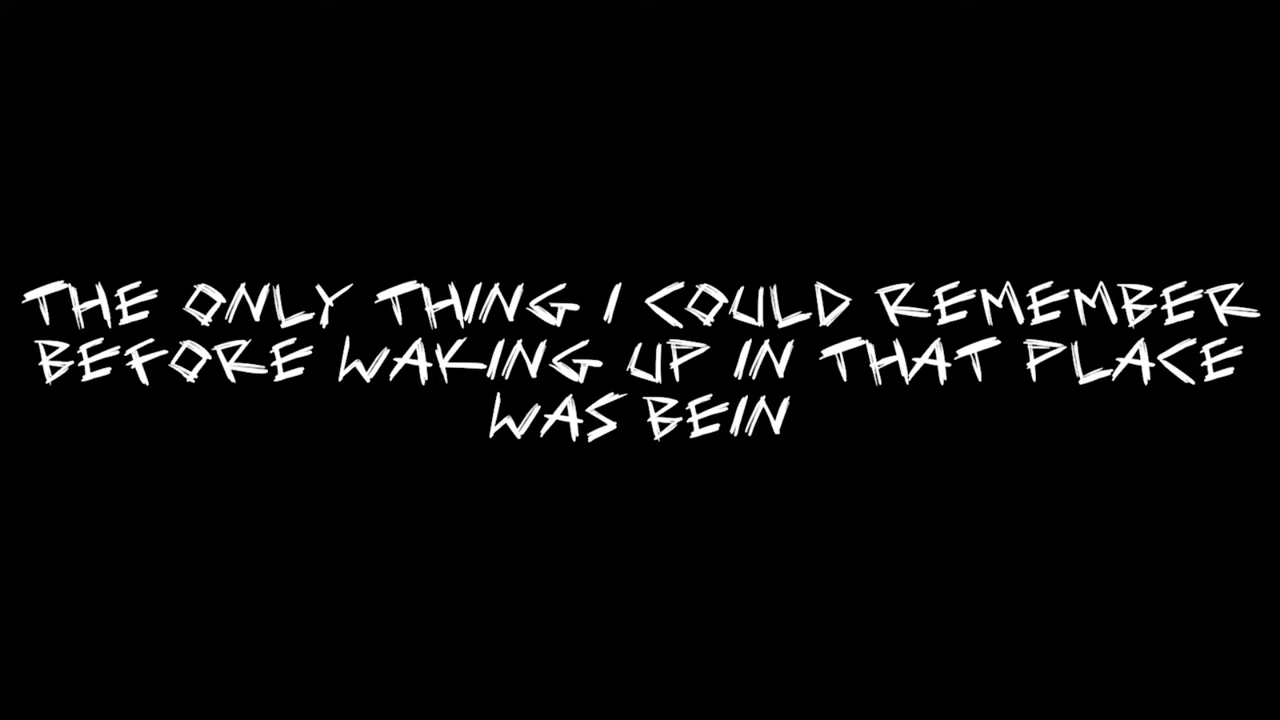 THE ONLY THING I COULD REMEMBER
BEFORE WAKING UP IN THAT PLACE
WAS BEIN